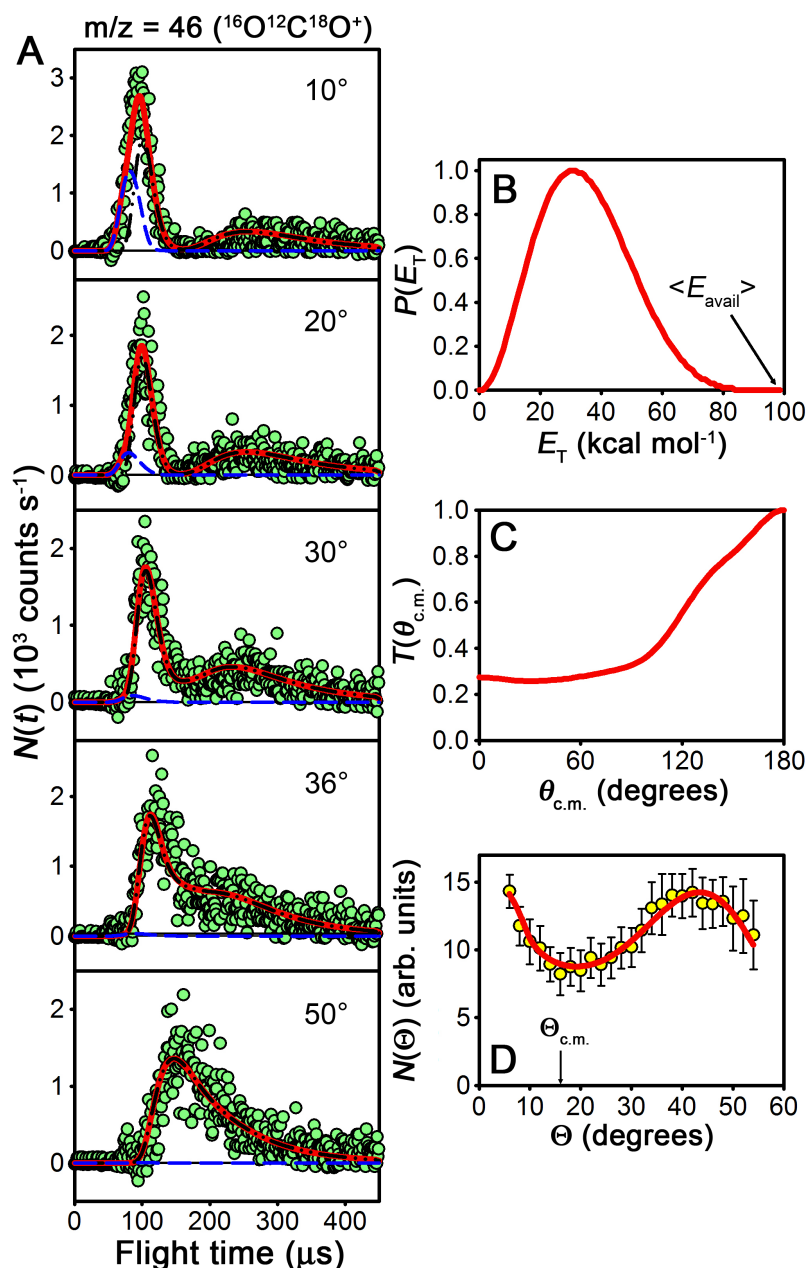 m/z = 46 (¹⁶O¹²C¹⁸O⁺)
A
10°
3
2
1
0
20°
2
1
0
30°
2
1
0
36°
2
1
0
50°
2
1
0
0 100 200 300 400
N(t) (10³ counts s⁻¹)
Flight time (μs)
B
1.0
0.8
0.6
0.4
0.2
0.0
P(E_T)
<E_avail>
0 20 40 60 80 100
E_T (kcal mol⁻¹)
C
1.0
0.8
0.6
0.4
0.2
0.0
T(θ_c.m.)
0 60 120 180
θ_c.m. (degrees)
15
10
5
0
N(Θ) (arb. units)
Θ_c.m.
D
0 10 20 30 40 50 60
Θ (degrees)